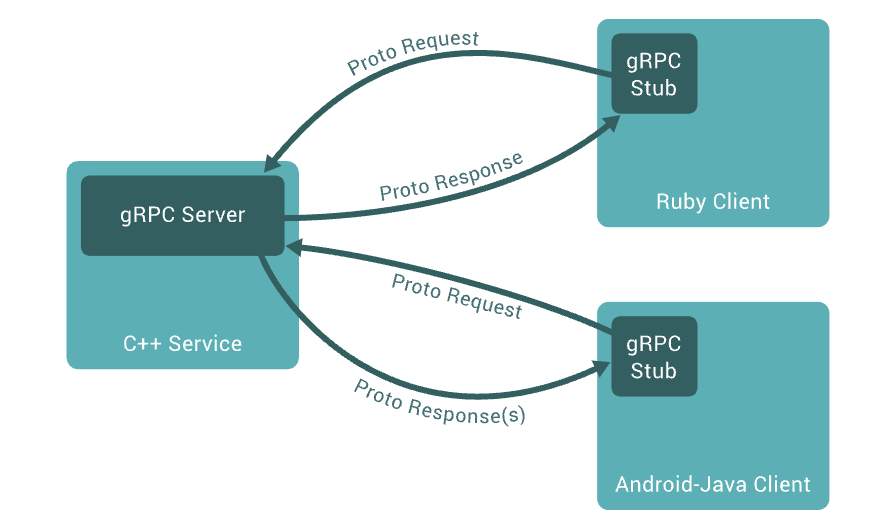 Proto Request
gRPC
Stub
Proto Response
Ruby Client
gRPC Server
C++ Service
Proto Request
gRPC
Stub
Proto Response(s)
Android-Java Client